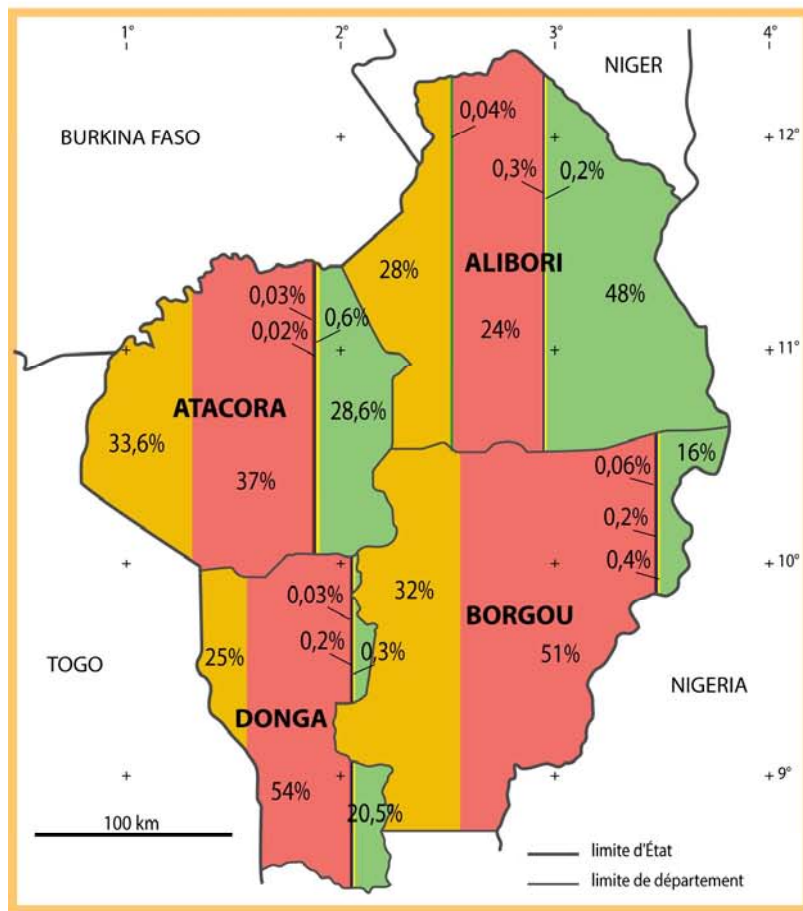 1° 2° 3° 4°
NIGER
BURKINA FASO
12°
0,04%
0,3% 0,2%
28%
ALIBORI
48%
24%
0,03%
0,6%
0,02%
11°
ATACORA
28,6%
33,6%
37%
16%
0,06%
0,2%
0,4%
10°
32%
BORGOU
51%
0,03%
0,2%
0,3%
25%
TOGO
NIGERIA
DONGA
9°
54%
20,5%
100 km
limite d'État
limite de département